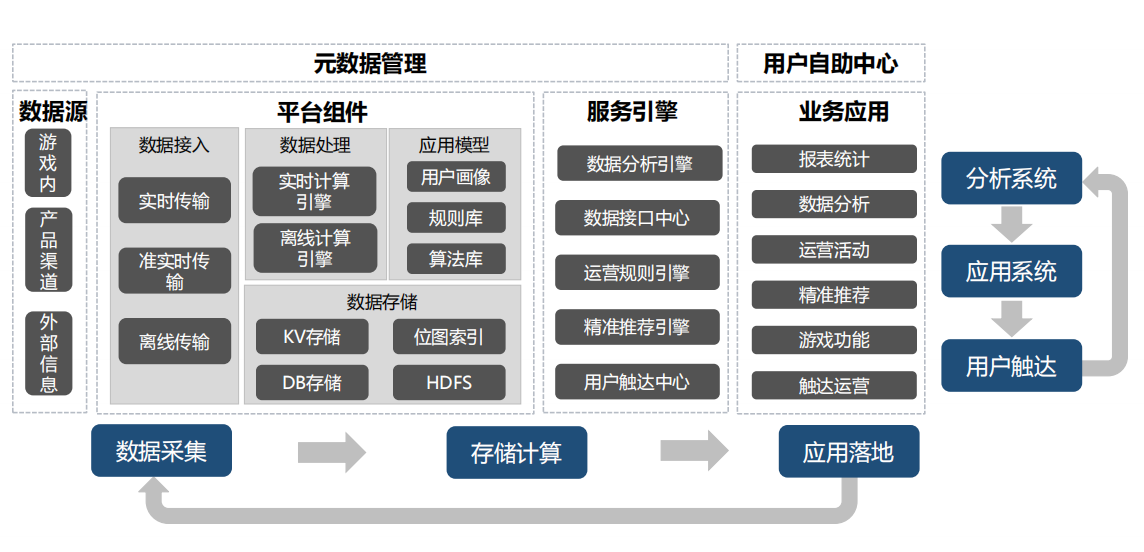 元数据管理
用户自助中心
数据源
游
戏
内
产
品
渠
道
外
部
信
息
平台组件
数据接入
实时传输
准实时传
输
离线传输
数据处理
实时计算
引擎
离线计算
引擎
应用模型
用户画像
规则库
算法库
数据存储
KV存储
位图索引
DB存储
HDFS
服务引擎
数据分析引擎
数据接口中心
运营规则引擎
精准推荐引擎
用户触达中心
业务应用
报表统计
数据分析
运营活动
精准推荐
游戏功能
触达运营
分析系统
应用系统
用户触达
数据采集
存储计算
应用落地